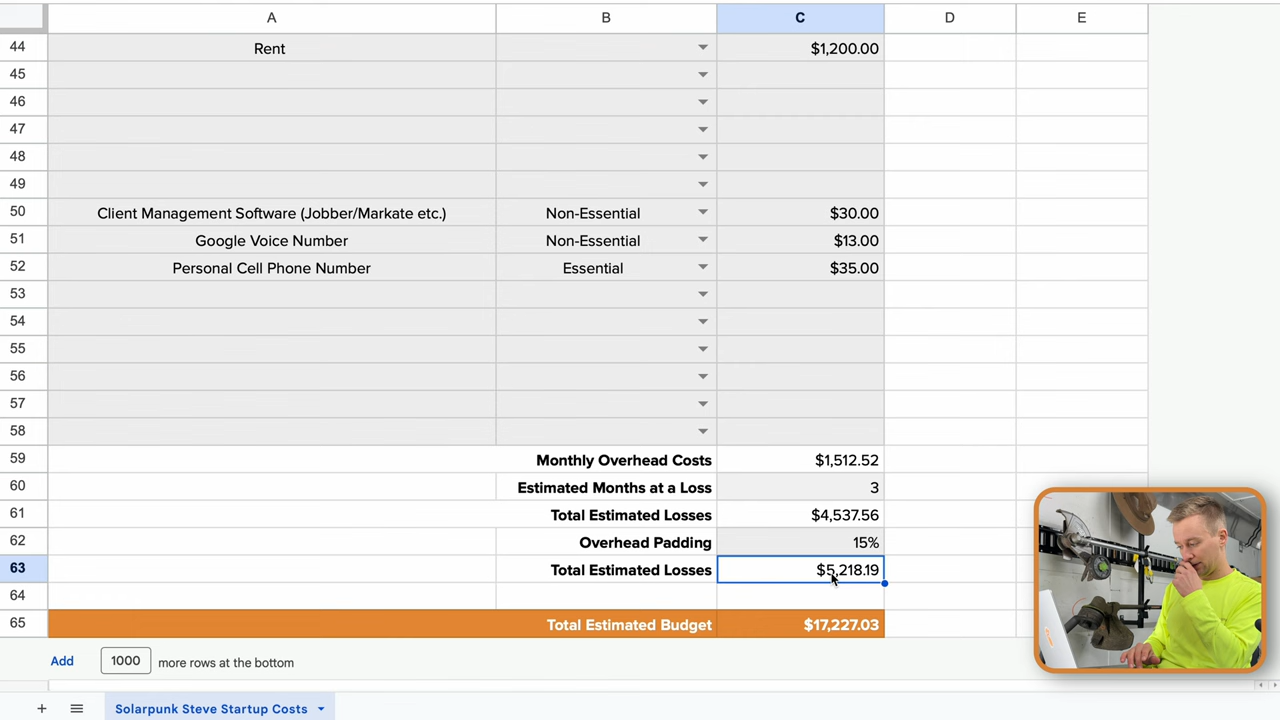 A B C D E
44 Rent $1,200.00
45
46
47
48
49
50 Client Management Software (Jobber/Markate etc.) Non-Essential $30.00
51 Google Voice Number Non-Essential $13.00
52 Personal Cell Phone Number Essential $35.00
53
54
55
56
57
58
59 Monthly Overhead Costs $1,512.52
60 Estimated Months at a Loss 3
61 Total Estimated Losses $4,537.56
62 Overhead Padding 15%
63 Total Estimated Losses $5,218.19
64
65 Total Estimated Budget $17,227.03
Add 1000 more rows at the bottom
Solarpunk Steve Startup Costs